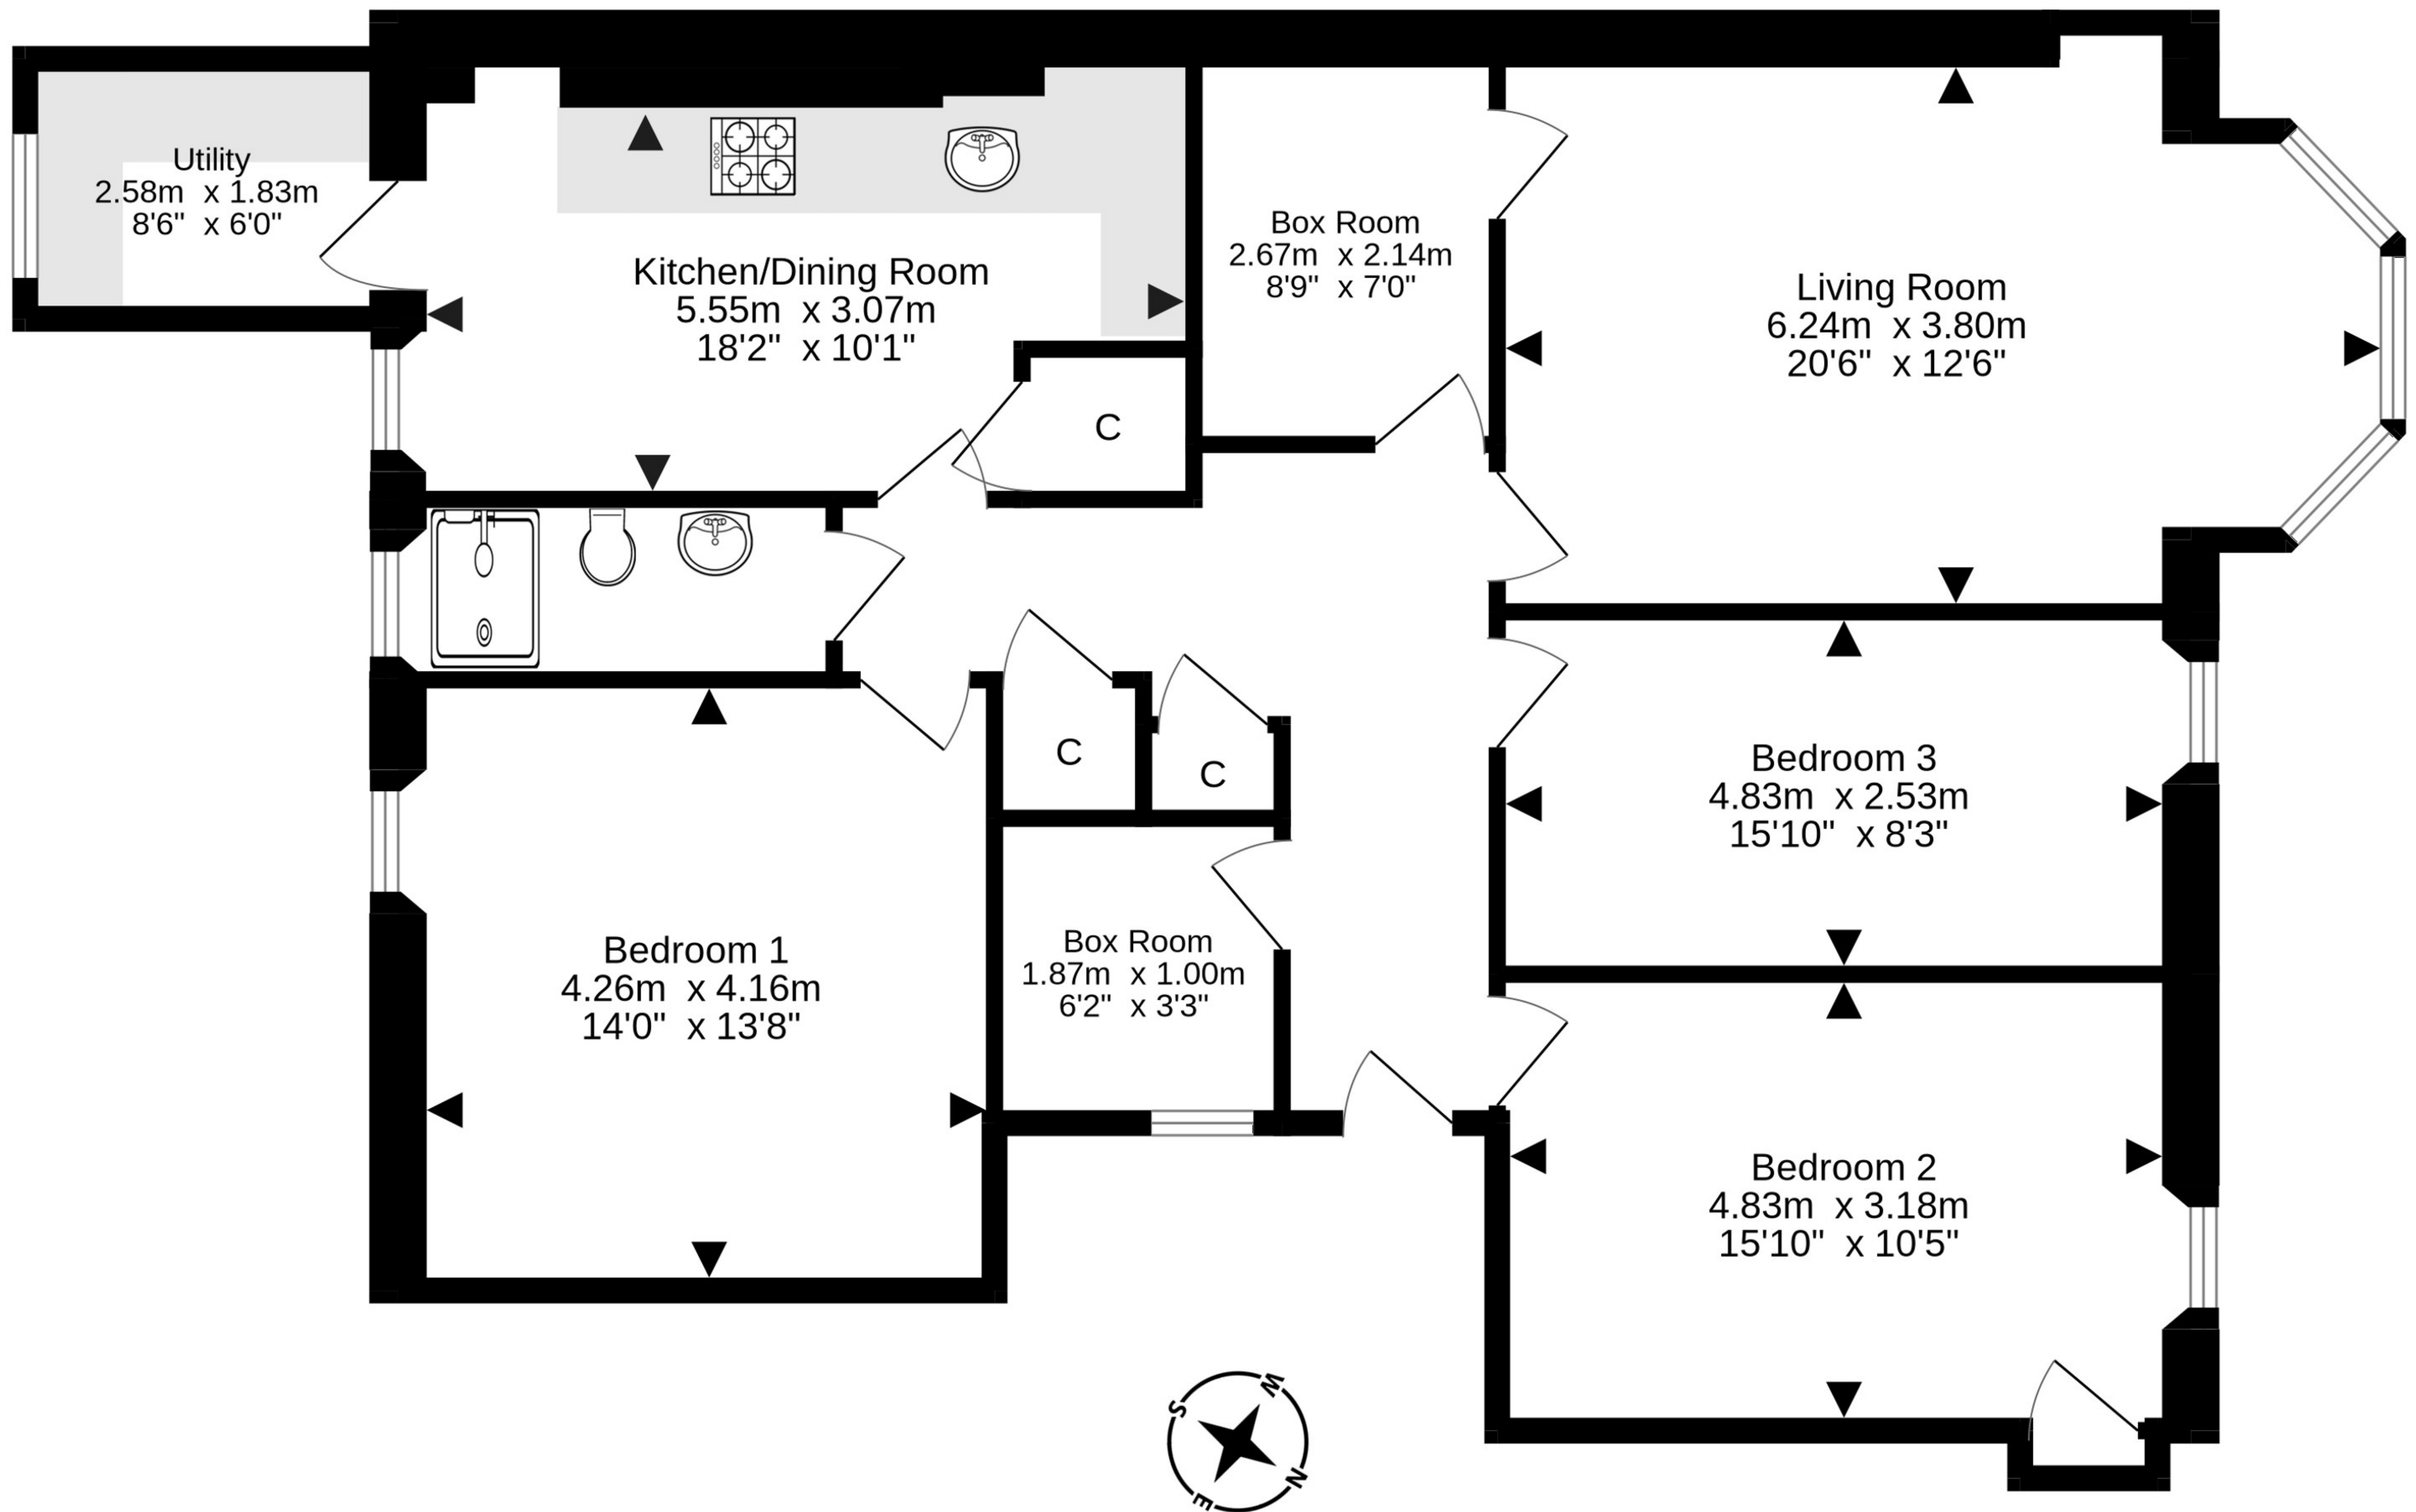 Utility
2.58m x 1.83m
8'6" x 6'0"
Kitchen/Dining Room
5.55m x 3.07m
18'2" x 10'1"
Box Room
2.67m x 2.14m
8'9" x 7'0"
Living Room
6.24m x 3.80m
20'6" x 12'6"
C
C
C
Bedroom 3
4.83m x 2.53m
15'10" x 8'3"
Bedroom 1
4.26m x 4.16m
14'0" x 13'8"
Box Room
1.87m x 1.00m
6'2" x 3'3"
Bedroom 2
4.83m x 3.18m
15'10" x 10'5"
W
S
N
E